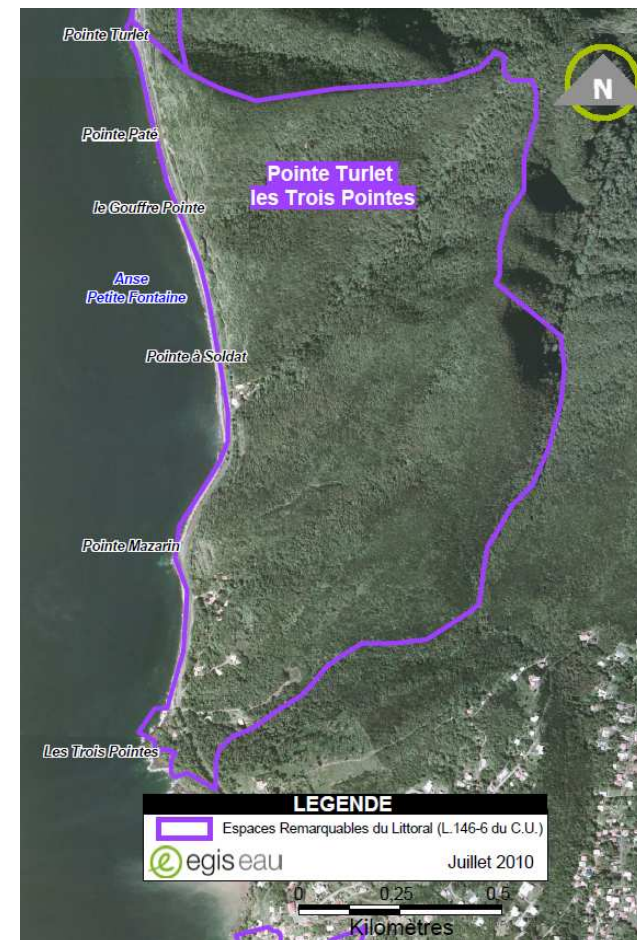 Pointe Turlet
N
Pointe Paté
Pointe Turlet
les Trois Pointes
le Gouffre Pointe
Anse
Petite Fontaine
Pointe à Soldat
Pointe Mazarin
Les Trois Pointes
LEGENDE
Espaces Remarquables du Littoral (L.146-6 du C.U.)
e egis eau
Juillet 2010
0 0,25 0,5
Kilomètres